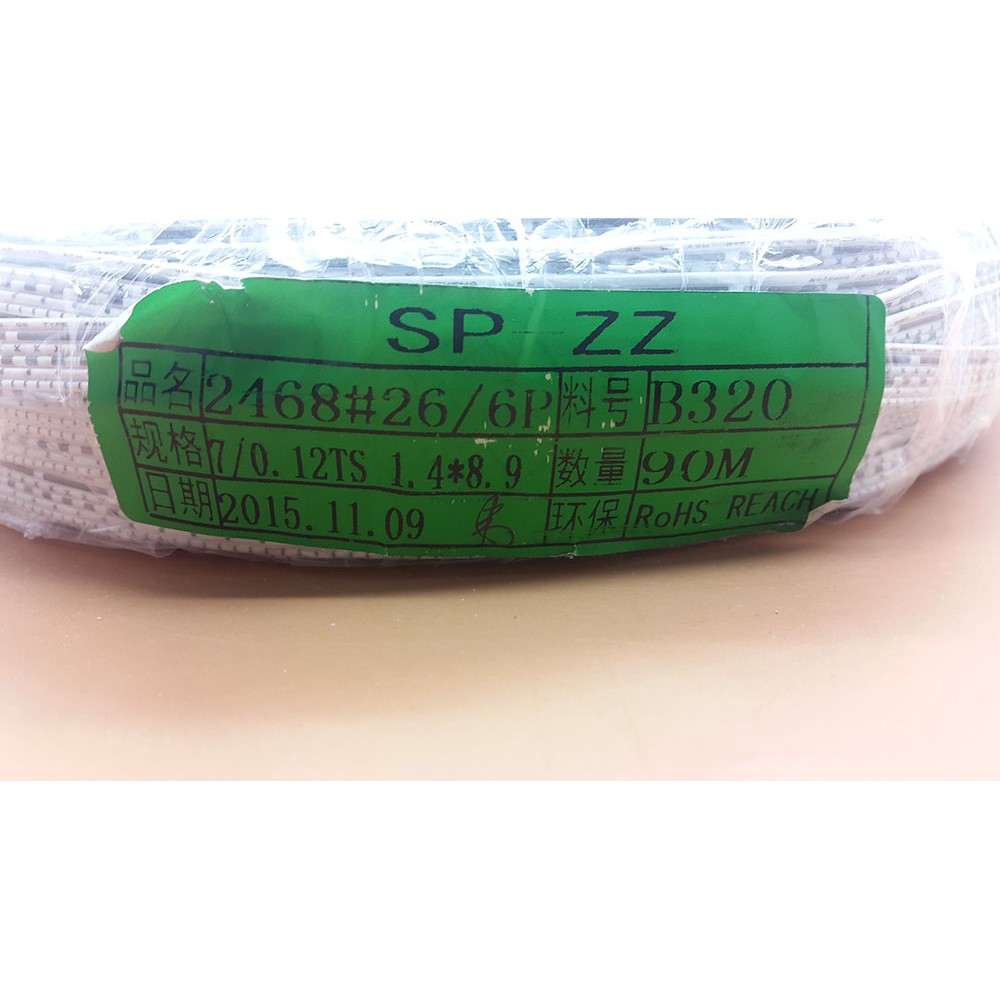 SP ZZ
品名 2468#26/6P 料号 B320
规格 7/0.12TS 1.4*8.9 数量 90M
日期 2015.11.09 环保 RoHS REACH